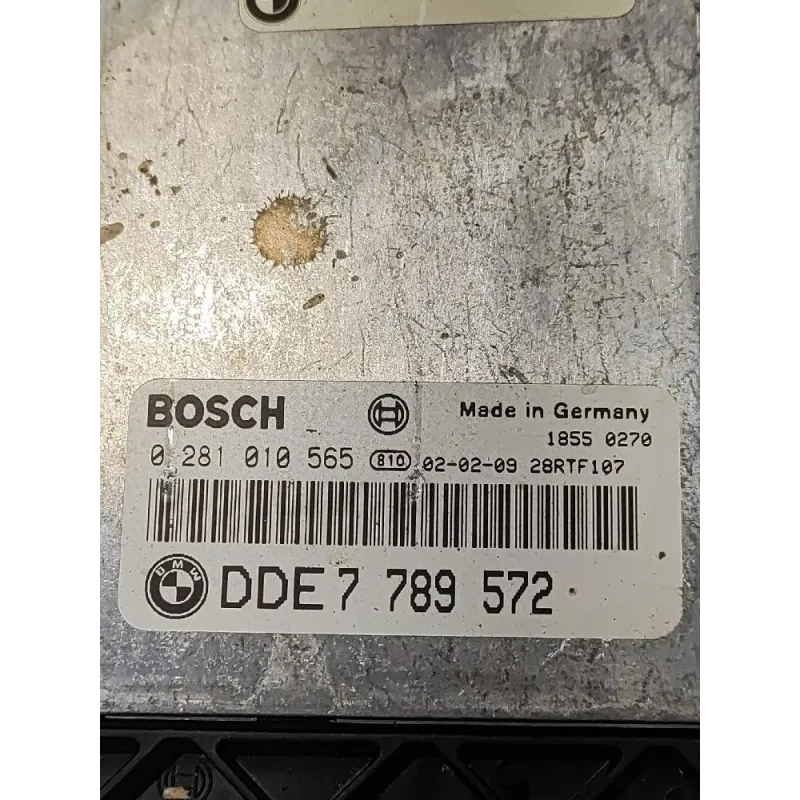 BOSCH
Made in Germany
1855 0270
0 281 010 565 810 02-02-09 28RTF107
BMW DDE 7 789 572